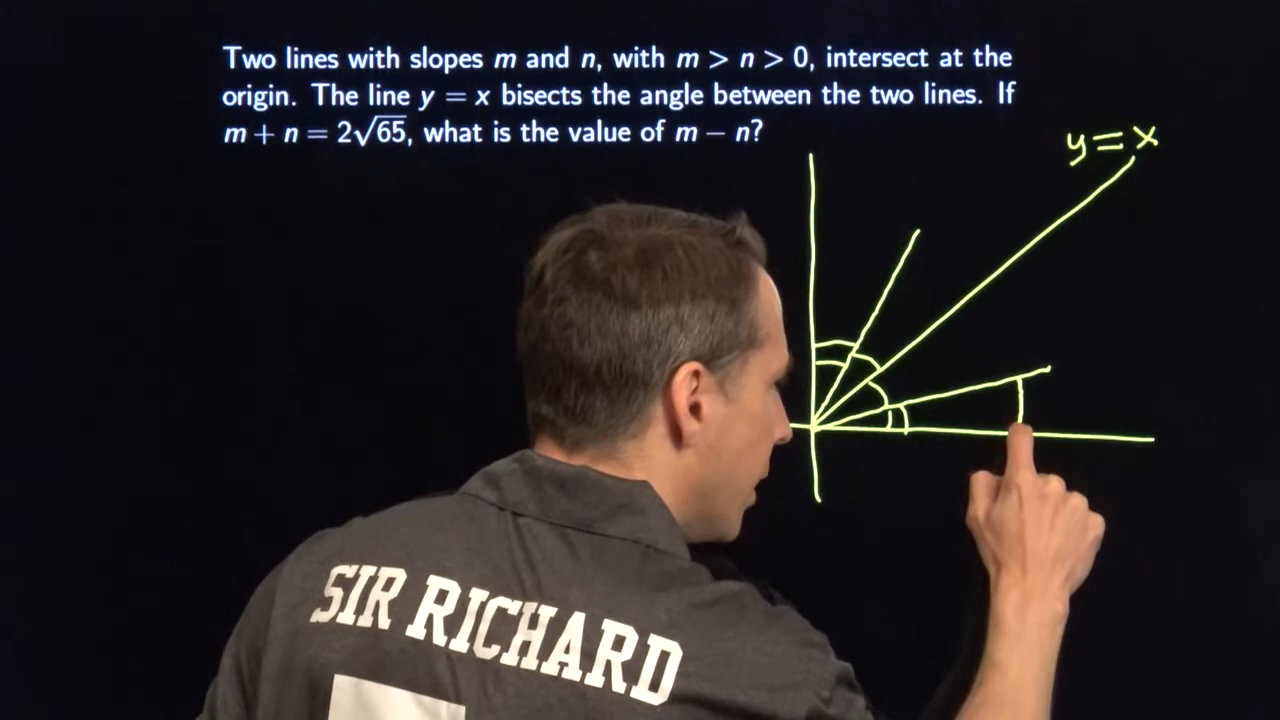 Two lines with slopes m and n, with m > n > 0, intersect at the
origin. The line y = x bisects the angle between the two lines. If
m + n = 2√65, what is the value of m − n?
y = x
SIR RICHARD